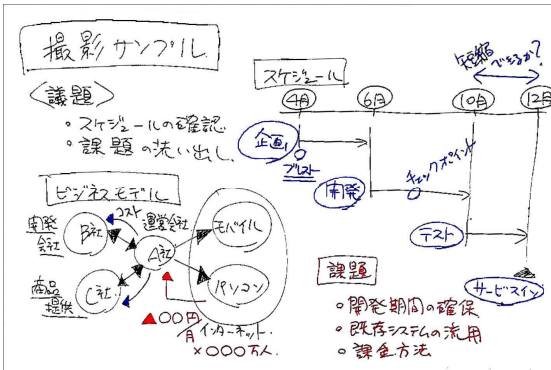 撮影サンプル
〈議題〉
・スケジュールの確認
・課題の洗い出し
スケジュール
短縮
できるか?
4月
6月
10月
12月
企画
ブレスト
開発
チェックポイント
テスト
サービスイン
ビジネスモデル
開発
会社
B社
コスト
運営会社
A社
商品
提供
C社
モバイル
パソコン
インターネット
▲○○円/月
×○○○万人
課題
・開発期間の確保
・既存システムの流用
・課金方法